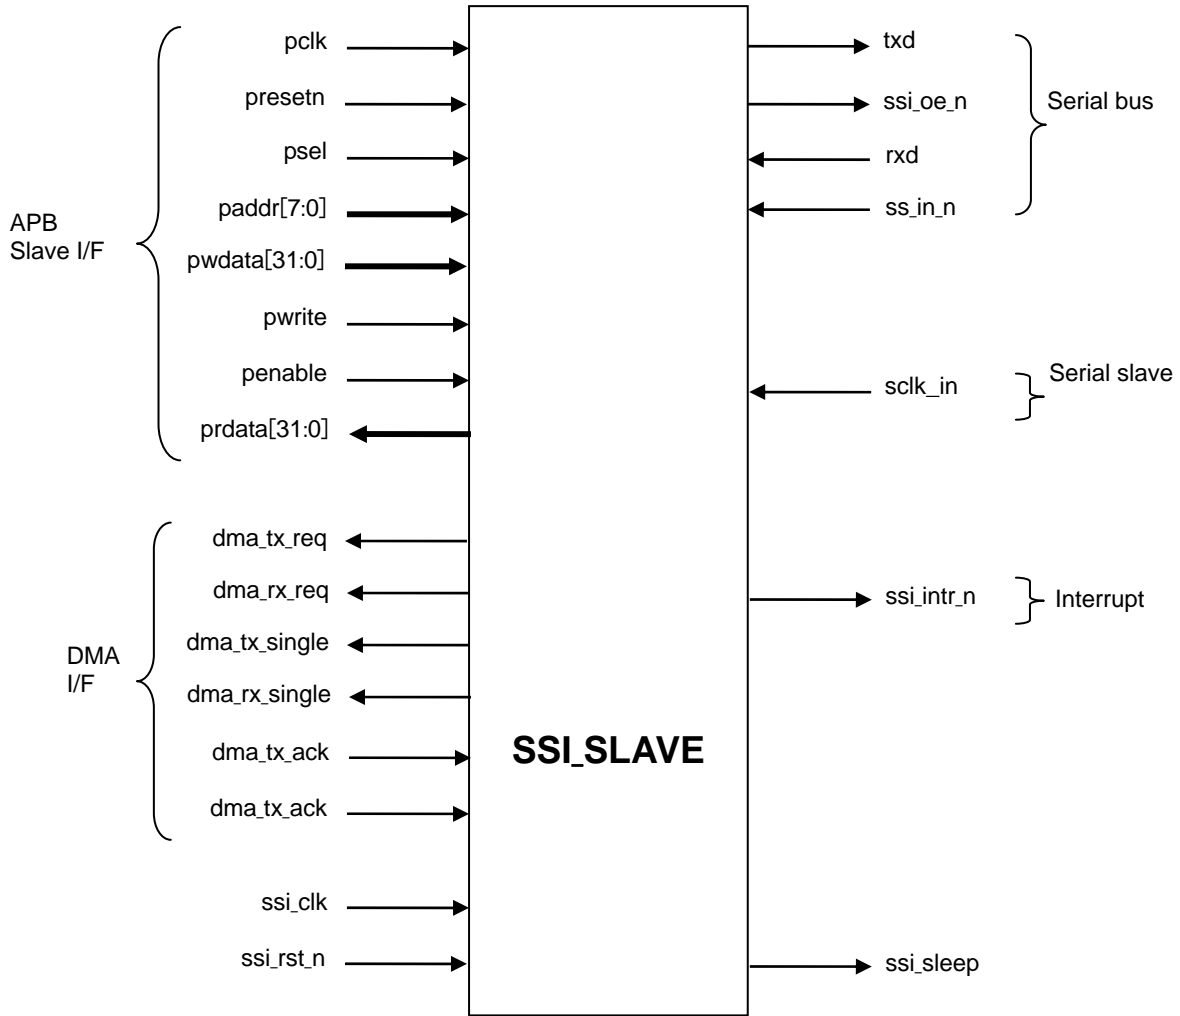 pclk
presetn
psel
paddr[7:0]
pwdata[31:0]
pwrite
penable
prdata[31:0]
APB
Slave I/F
dma_tx_req
dma_rx_req
dma_tx_single
dma_rx_single
dma_tx_ack
dma_tx_ack
DMA
I/F
ssi_clk
ssi_rst_n
SSI_SLAVE
txd
ssi_oe_n
rxd
ss_in_n
Serial bus
sclk_in
Serial slave
ssi_intr_n
Interrupt
ssi_sleep